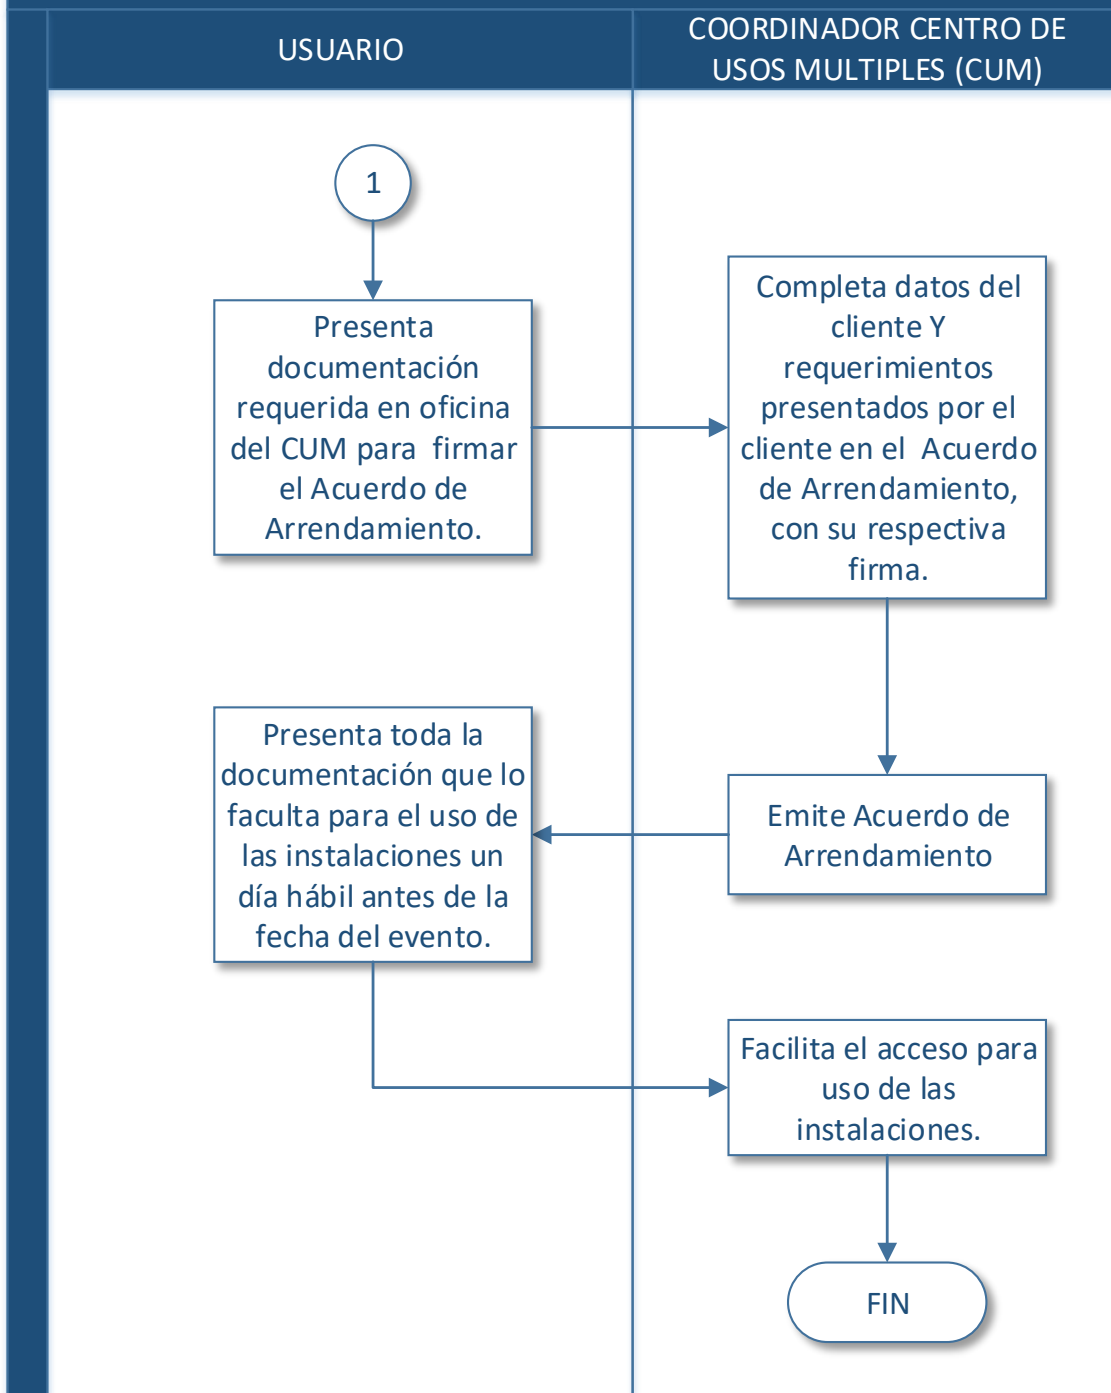 USUARIO
COORDINADOR CENTRO DE
USOS MULTIPLES (CUM)
1
Presenta
documentación
requerida en oficina
del CUM para  firmar
el Acuerdo de
Arrendamiento.
Completa datos del
cliente Y
requerimientos
presentados por el
cliente en el  Acuerdo
de Arrendamiento,
con su respectiva
firma.
Emite Acuerdo de
Arrendamiento
Presenta toda la
documentación que lo
faculta para el uso de
las instalaciones un
día hábil antes de la
fecha del evento.
Facilita el acceso para
uso de las
instalaciones.
FIN